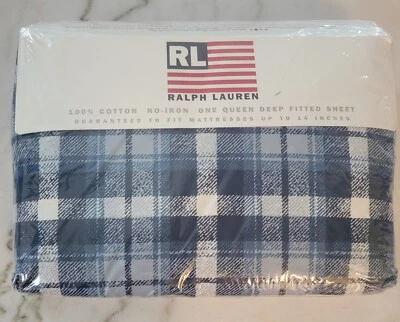 RL
RALPH LAUREN
100% COTTON NO-IRON ONE QUEEN DEEP FITTED SHEET
GUARANTEED TO FIT MATTRESSES UP TO 14 INCHES